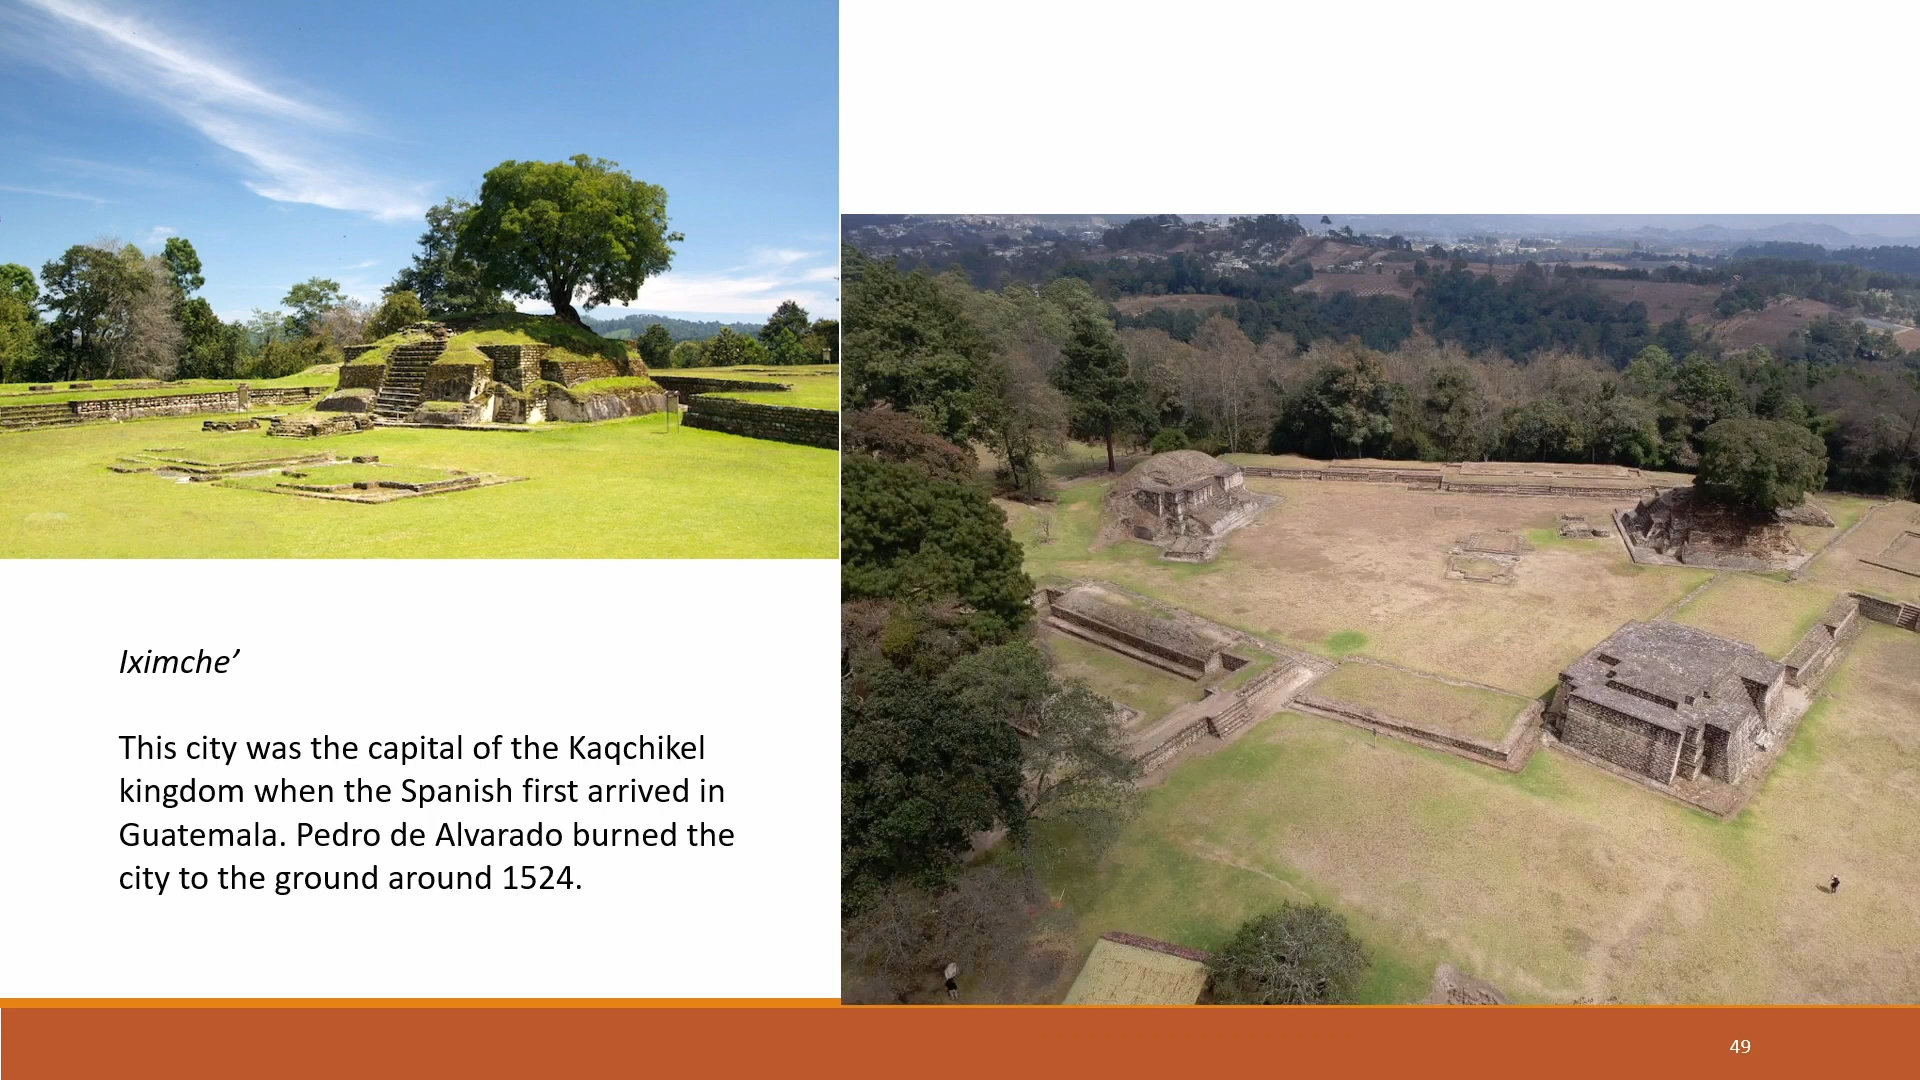 Iximche’
This city was the capital of the Kaqchikel
kingdom when the Spanish first arrived in
Guatemala. Pedro de Alvarado burned the
city to the ground around 1524.
49